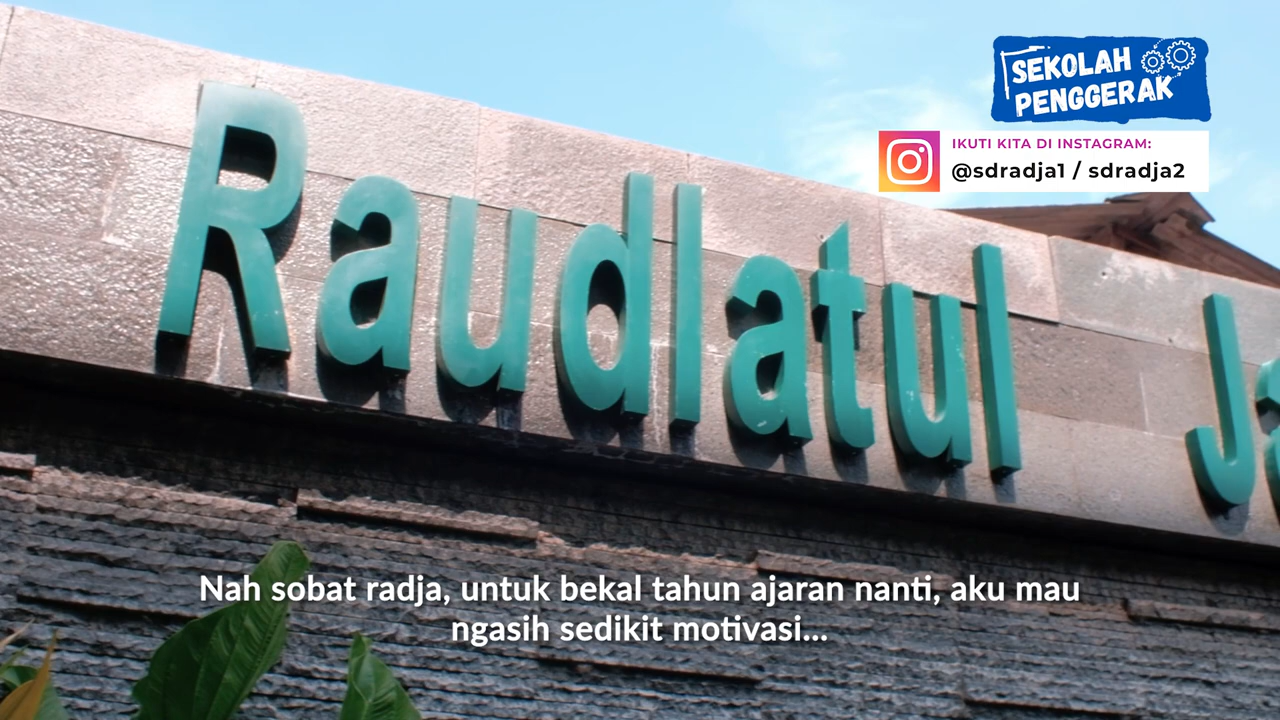 SEKOLAH
PENGGERAK
IKUTI KITA DI INSTAGRAM:
@sdradja1 / sdradja2
Raudlatul Ja
Nah sobat radja, untuk bekal tahun ajaran nanti, aku mau
ngasih sedikit motivasi...